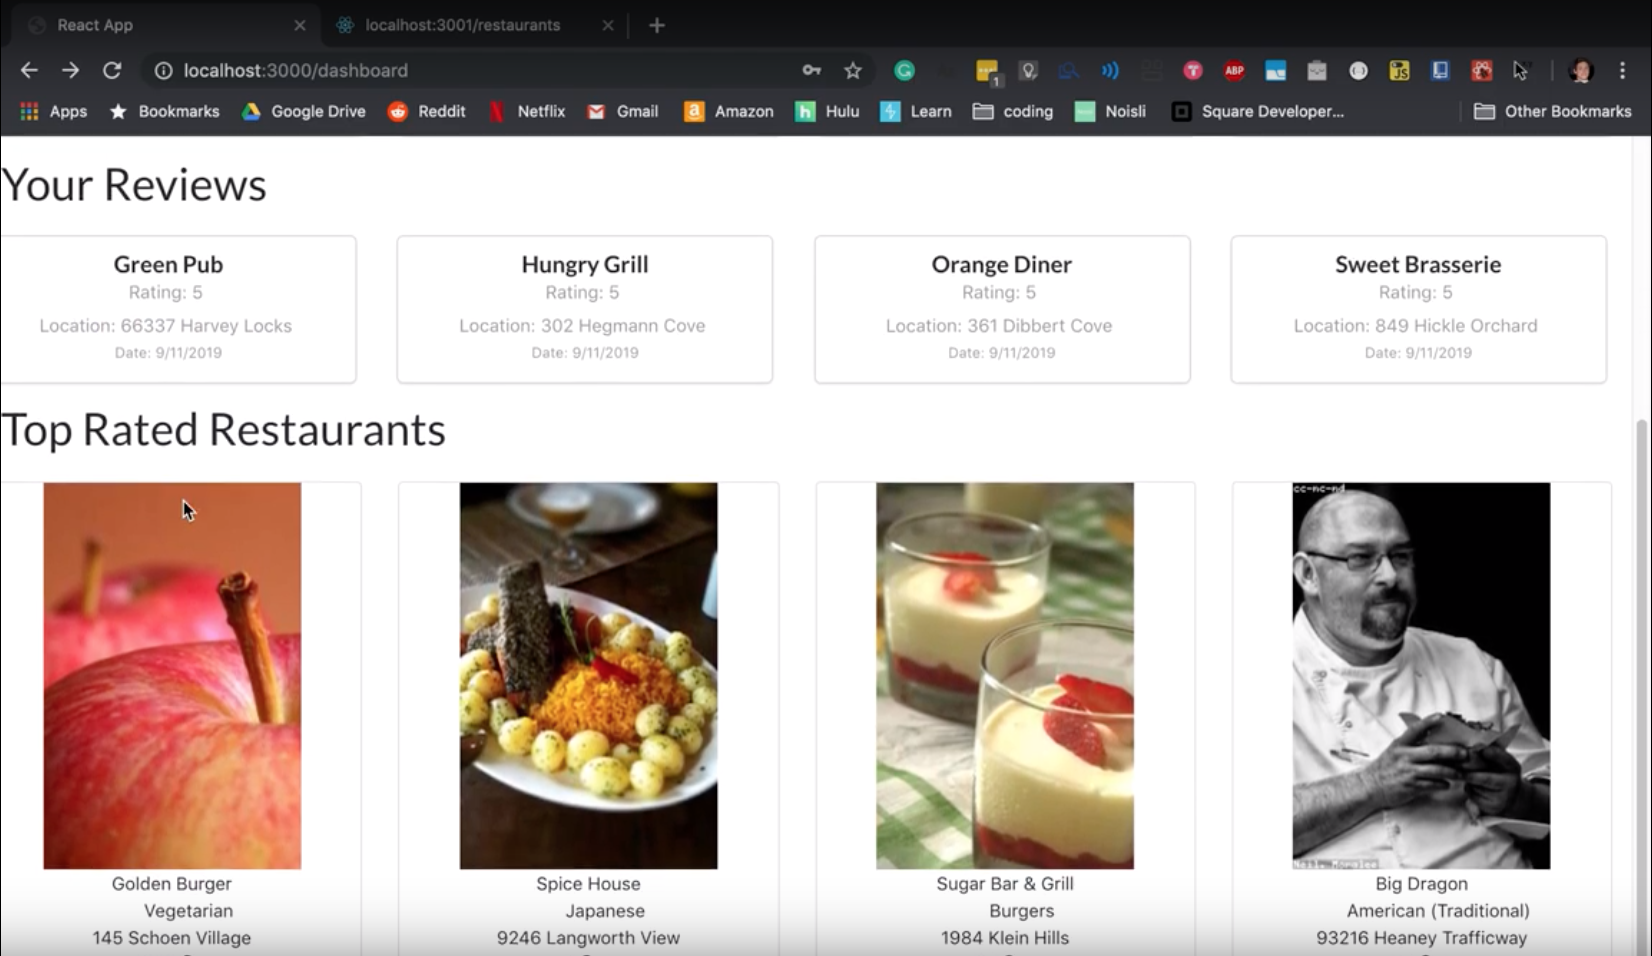 React App
localhost:3001/restaurants
localhost:3000/dashboard
1
ABP
JS
Apps
Bookmarks
Google Drive
Reddit
Netflix
Gmail
Amazon
Hulu
Learn
coding
Noisli
Square Developer...
Other Bookmarks
Your Reviews
Green Pub
Rating: 5
Location: 66337 Harvey Locks
Date: 9/11/2019
Hungry Grill
Rating: 5
Location: 302 Hegmann Cove
Date: 9/11/2019
Orange Diner
Rating: 5
Location: 361 Dibbert Cove
Date: 9/11/2019
Sweet Brasserie
Rating: 5
Location: 849 Hickle Orchard
Date: 9/11/2019
Top Rated Restaurants
Golden Burger
Vegetarian
145 Schoen Village
Spice House
Japanese
9246 Langworth View
Sugar Bar & Grill
Burgers
1984 Klein Hills
cc-nc-nd
Big Dragon
American (Traditional)
93216 Heaney Trafficway